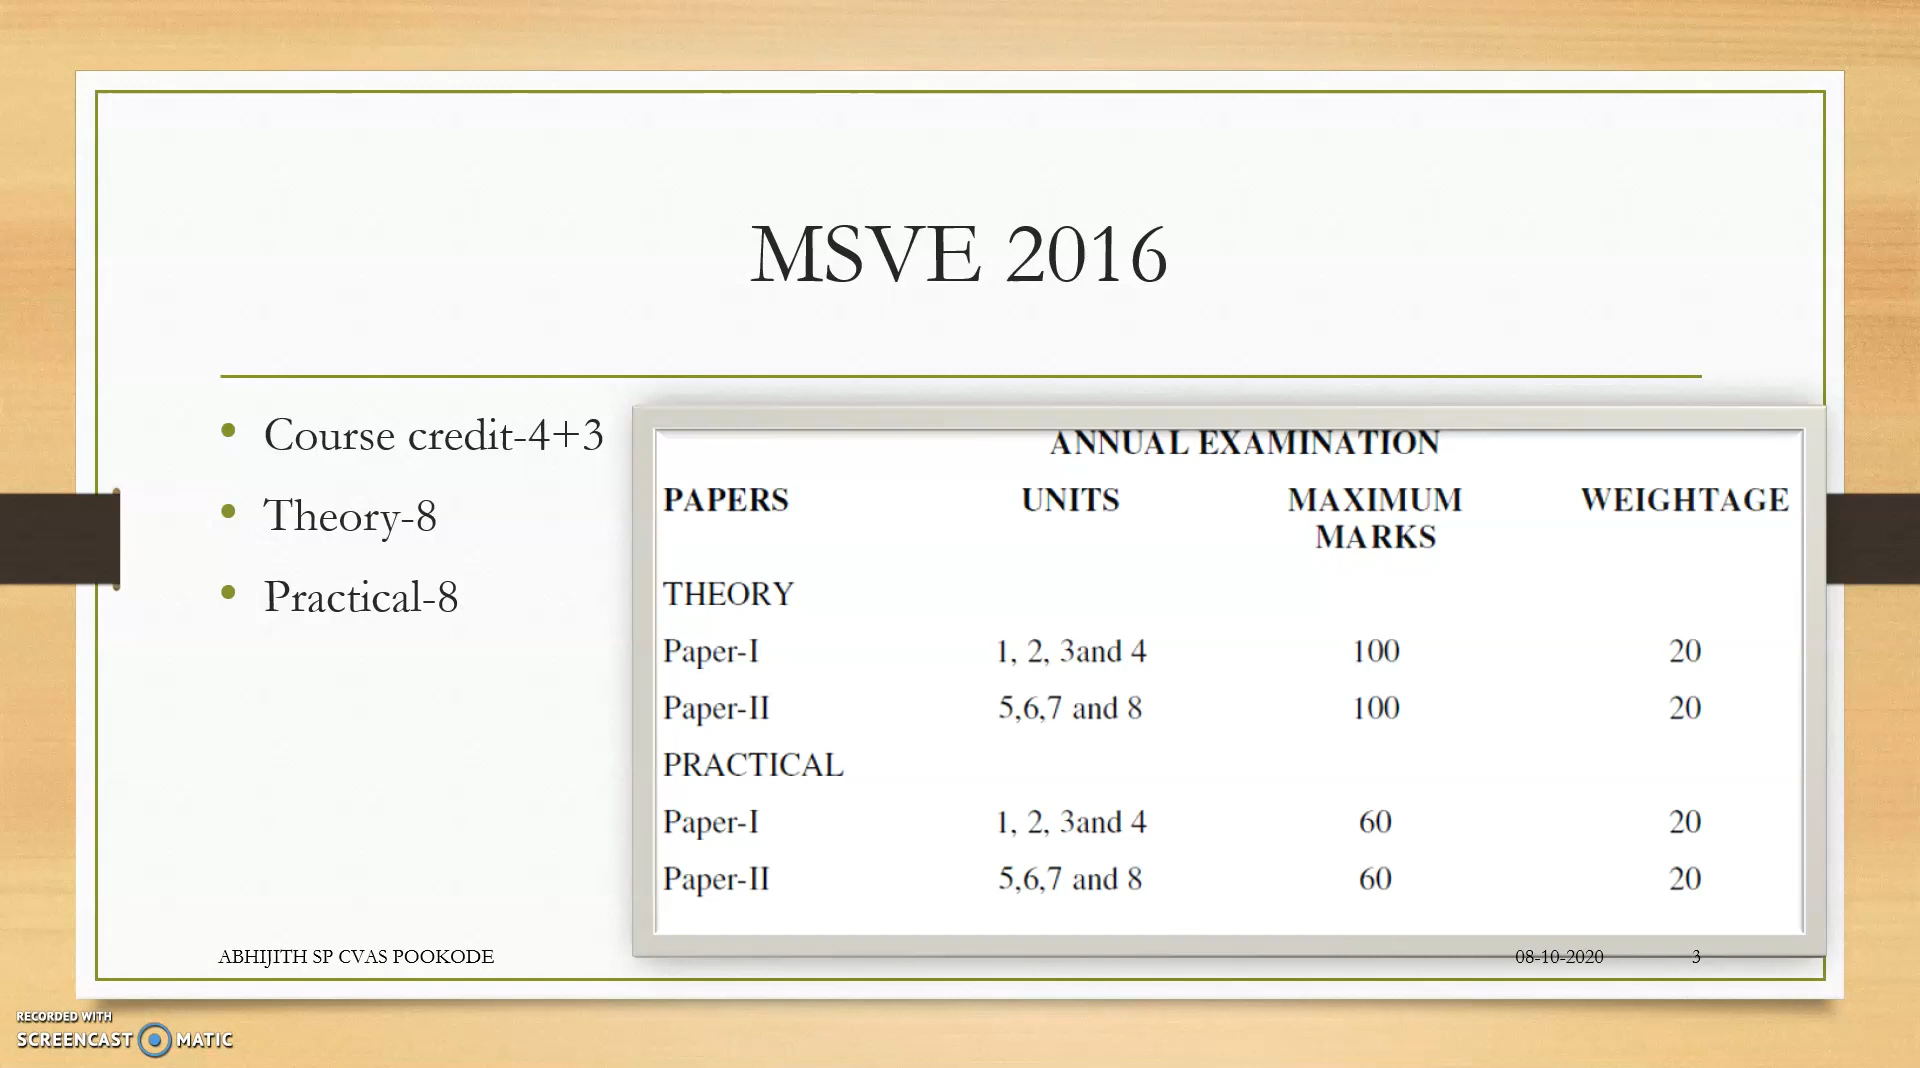 MSVE 2016
• Course credit-4+3
• Theory-8
• Practical-8
ANNUAL EXAMINATION
PAPERS UNITS MAXIMUM MARKS WEIGHTAGE
THEORY
Paper-I 1, 2, 3and 4 100 20
Paper-II 5,6,7 and 8 100 20
PRACTICAL
Paper-I 1, 2, 3and 4 60 20
Paper-II 5,6,7 and 8 60 20
ABHIJITH SP CVAS POOKODE 08-10-2020 3
RECORDED WITH
SCREENCAST MATIC